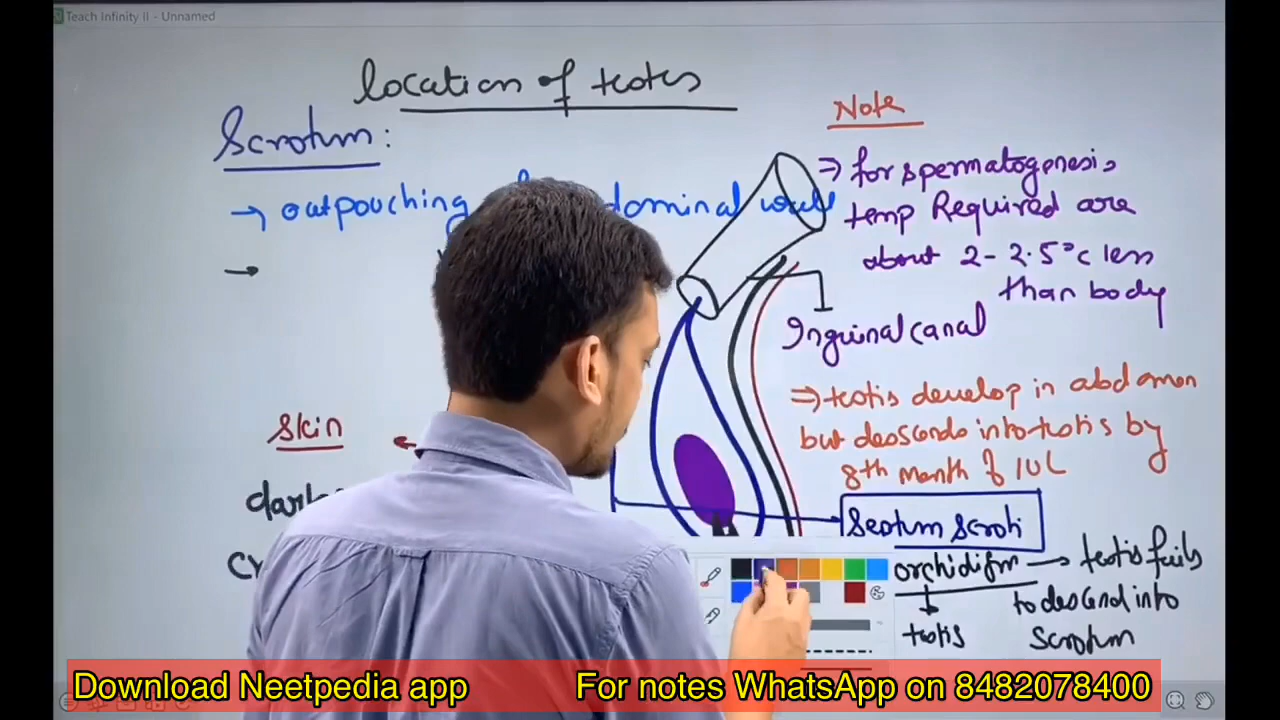 Teach Infinity II - Unnamed
location of testes
Scrotum:
→ outpouching dominal wall
→
Skin
Note
⇒ for spermatogenesis
temp Required are
about 2-2.5°c less
than body
Inguinal canal
⇒ testis develop in abdomen
but descends into testis by
8th month of IUL
Septum scroti
→ testis fails
to descend into
scrotum
testis
Download Neetpedia app
For notes WhatsApp on 8482078400